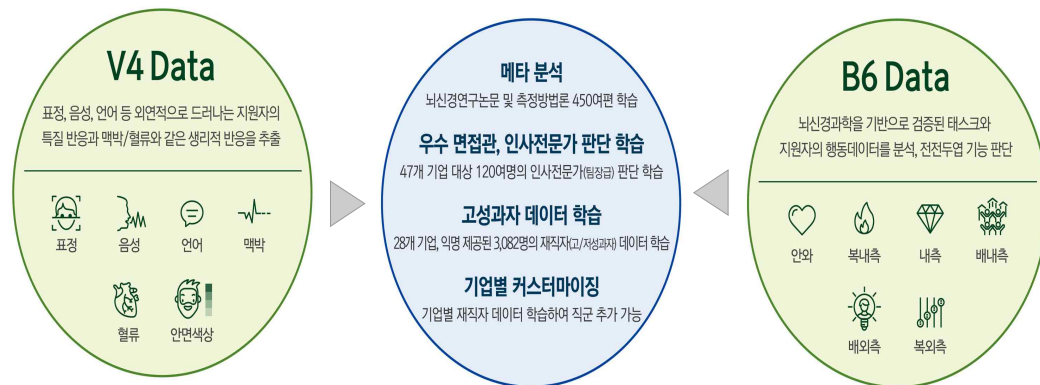 V4 Data
표정, 음성, 언어 등 외연적으로 드러나는 지원자의
특질 반응과 맥박/혈류와 같은 생리적 반응을 추출
표정
음성
언어
맥박
혈류
안면색상
메타 분석
뇌신경연구논문 및 측정방법론 450여편 학습
우수 면접관, 인사전문가 판단 학습
47개 기업 대상 120여명의 인사전문가(팀장급) 판단 학습
고성과자 데이터 학습
28개 기업, 익명 제공된 3,082명의 재직자(고/저성과자) 데이터 학습
기업별 커스터마이징
기업별 재직자 데이터 학습하여 직군 추가 가능
B6 Data
뇌신경과학을 기반으로 검증된 태스크와
지원자의 행동데이터를 분석, 전전두엽 기능 판단
안와
복내측
내측
배내측
배외측
복외측